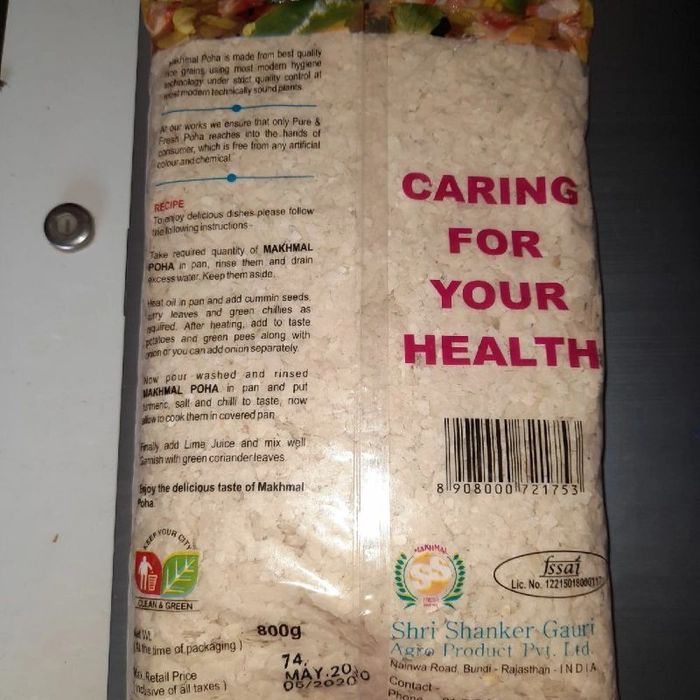 Makhmal Poha is made from best quality
rice grains, using most modern hygiene
technology under strict quality control at
most modern technically sound plants.
At our works we ensure that only Pure &
Fresh Poha reaches into the hands of
consumer, which is free from any artificial
colour and chemical.
RECIPE
To enjoy delicious dishes please follow
the following instructions -
Take required quantity of MAKHMAL
POHA in pan, rinse them and drain
excess water. Keep them aside.
Heat oil in pan and add cummin seeds,
curry leaves and green chillies as
required. After heating, add to taste
potatoes and green pees along with
onion or you can add onion separately.
Now pour washed and rinsed
MAKHMAL POHA in pan and put
turmeric, salt and chilli to taste, now
allow to cook them in covered pan.
Finally add Lime Juice and mix well
Garnish with green coriander leaves.
Enjoy the delicious taste of Makhmal
Poha.
KEEP YOUR CITY
CLEAN & GREEN
Net Wt. 800g
(At the time of packaging)
Max. Retail Price 74.
(Inclusive of all taxes) MAY.20
CARING
FOR
YOUR
HEALTH
8 908000 721753
MAKHMAL
fssai
Lic. No.
Shri Shanker Gauri
Agro Product Pvt. Ltd.
Nainwa Road, Bundi - Rajasthan - INDIA
Contact -
Phone